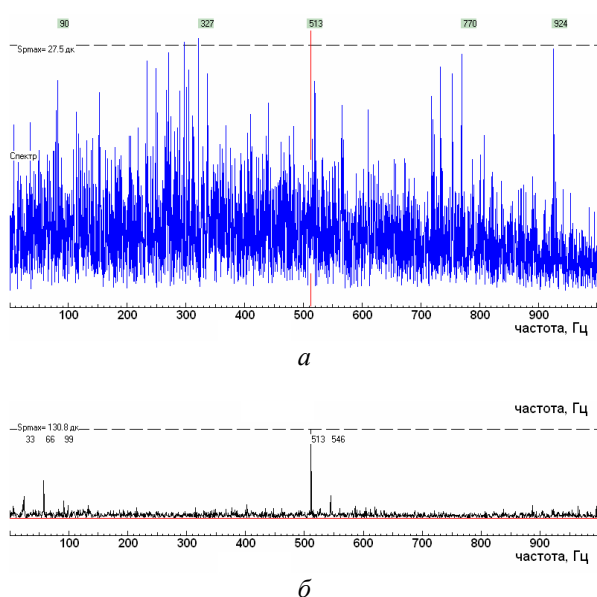 90 327 513 770 924
Spmax= 27.5 дк
Спектр
100 200 300 400 500 600 700 800 900
частота, Гц
а
частота, Гц
Spmax= 130.8 дк
33 66 99 513 546
100 200 300 400 500 600 700 800 900
частота, Гц
б